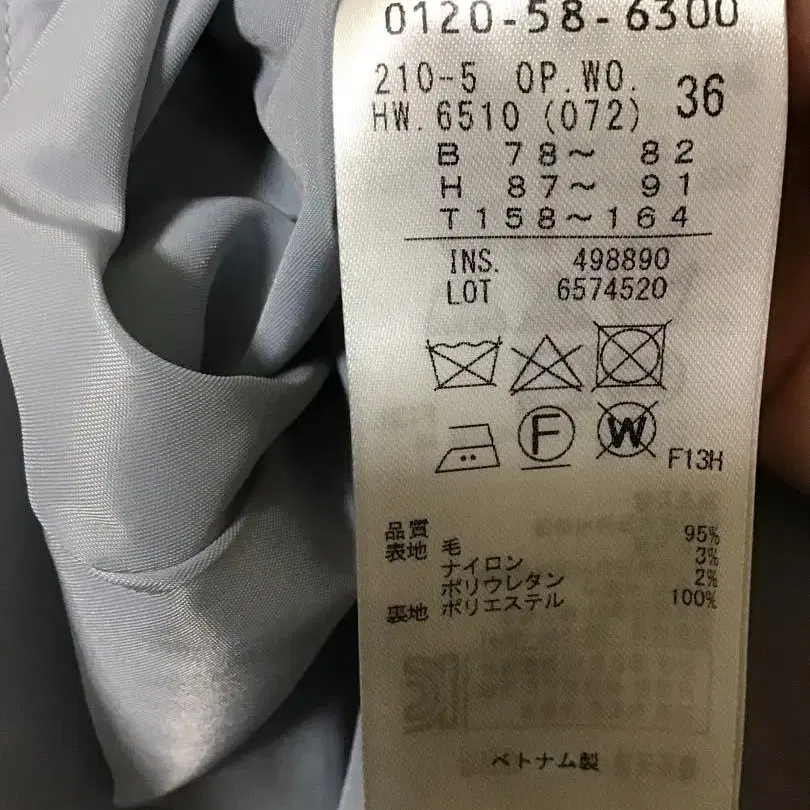 0120-58-6300
210-5 OP.WO. 36
HW.6510 (072)
B 78～ 82
H 87～ 91
T158～164
INS. 498890
LOT 6574520
F W F13H
品質
表地 毛 95%
ナイロン 3%
ポリウレタン 2%
裏地 ポリエステル 100%
ベトナム製